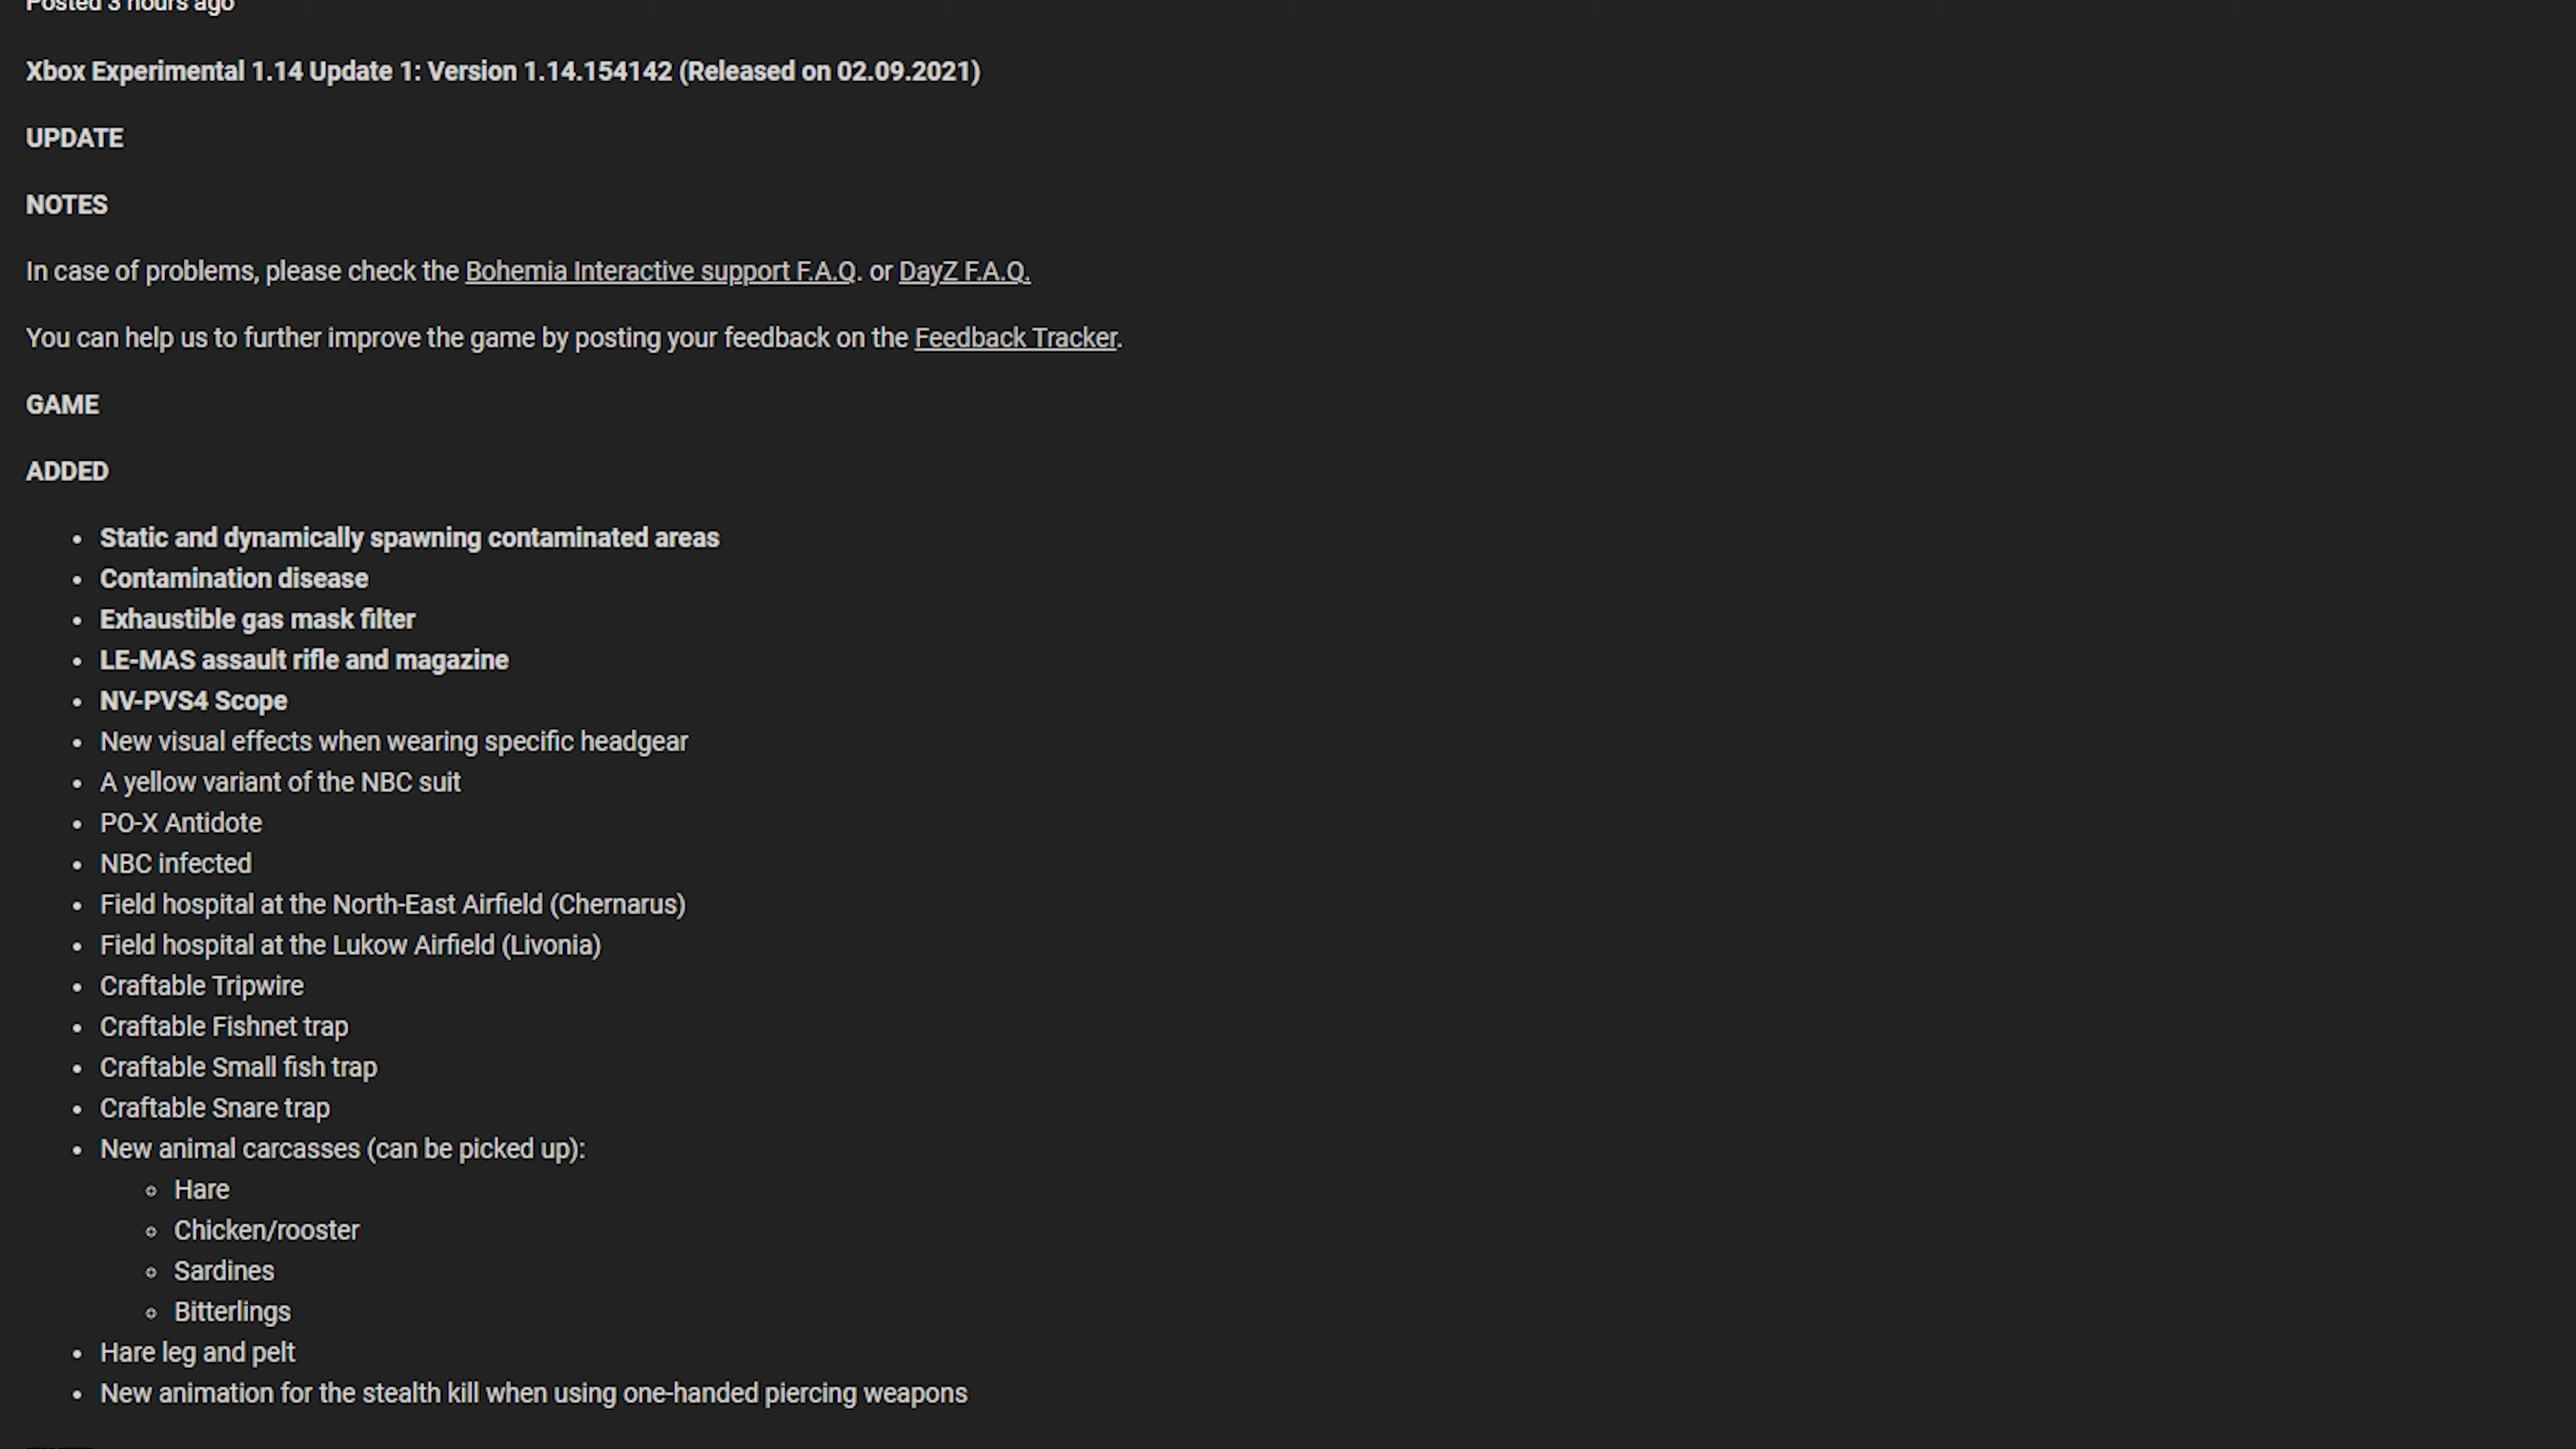 Posted 3 hours ago
Xbox Experimental 1.14 Update 1: Version 1.14.154142 (Released on 02.09.2021)
UPDATE
NOTES
In case of problems, please check the Bohemia Interactive support F.A.Q. or DayZ F.A.Q.
You can help us to further improve the game by posting your feedback on the Feedback Tracker.
GAME
ADDED
Static and dynamically spawning contaminated areas
Contamination disease
Exhaustible gas mask filter
LE-MAS assault rifle and magazine
NV-PVS4 Scope
New visual effects when wearing specific headgear
A yellow variant of the NBC suit
PO-X Antidote
NBC infected
Field hospital at the North-East Airfield (Chernarus)
Field hospital at the Lukow Airfield (Livonia)
Craftable Tripwire
Craftable Fishnet trap
Craftable Small fish trap
Craftable Snare trap
New animal carcasses (can be picked up):
Hare
Chicken/rooster
Sardines
Bitterlings
Hare leg and pelt
New animation for the stealth kill when using one-handed piercing weapons